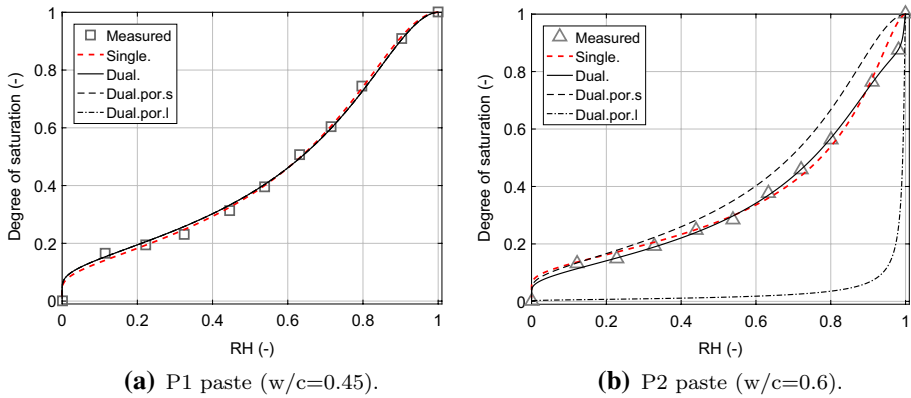 Degree of saturation (-)
1
0.8
0.6
0.4
0.2
0
Measured
Single.
Dual.
Dual.por.s
Dual.por.l
0 0.2 0.4 0.6 0.8 1
RH (-)
(a) P1 paste (w/c=0.45).
Degree of saturation (-)
1
0.8
0.6
0.4
0.2
0
Measured
Single.
Dual.
Dual.por.s
Dual.por.l
0 0.2 0.4 0.6 0.8 1
RH (-)
(b) P2 paste (w/c=0.6).